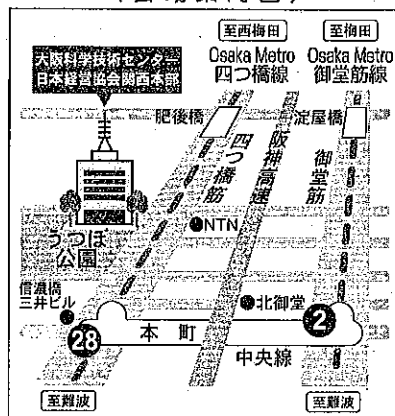 至西梅田
至梅田
Osaka Metro
四つ橋線
Osaka Metro
御堂筋線
大阪科学技術センター
日本経営協会関西本部
肥後橋
淀屋橋
四つ橋筋
阪神高速
御堂筋
NTN
うつぼ
公園
信濃橋
三井ビル
北御堂
2
28
本町
中央線
至難波
至難波